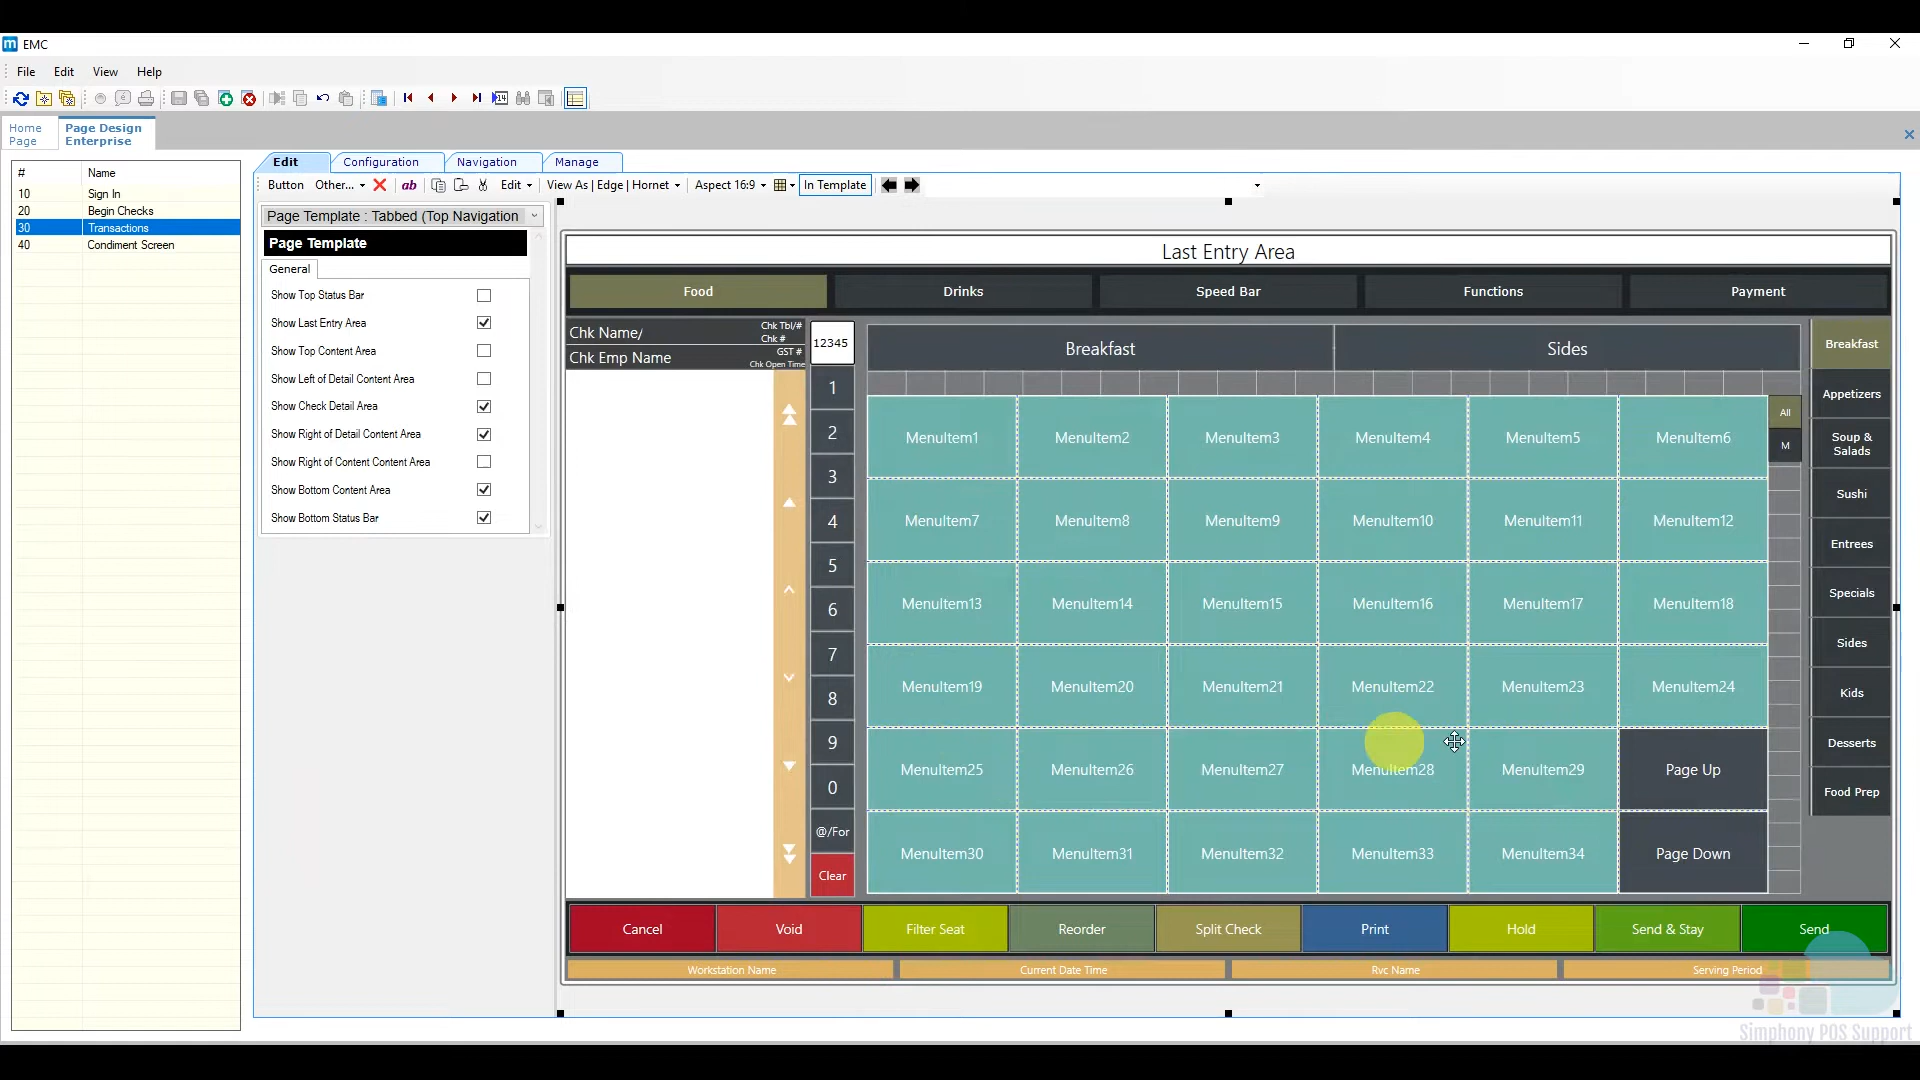 EMC
File Edit View Help
Home Page
Page Design Enterprise
# Name
10 Sign In
20 Begin Checks
30 Transactions
40 Condiment Screen
Edit Configuration Navigation Manage
Button Other... ab Edit View As | Edge | Hornet Aspect 16:9 In Template
Page Template : Tabbed (Top Navigation
Page Template
General
Show Top Status Bar
Show Last Entry Area
Show Top Content Area
Show Left of Detail Content Area
Show Check Detail Area
Show Right of Detail Content Area
Show Right of Content Content Area
Show Bottom Content Area
Show Bottom Status Bar
Last Entry Area
Food Drinks Speed Bar Functions Payment
Chk Name/ Chk Tbl/#
Chk #
Chk Emp Name GST #
Chk Open Time
12345
1
2
3
4
5
6
7
8
9
0
@/For
Clear
Breakfast Sides
MenuItem1 MenuItem2 MenuItem3 MenuItem4 MenuItem5 MenuItem6
MenuItem7 MenuItem8 MenuItem9 MenuItem10 MenuItem11 MenuItem12
MenuItem13 MenuItem14 MenuItem15 MenuItem16 MenuItem17 MenuItem18
MenuItem19 MenuItem20 MenuItem21 MenuItem22 MenuItem23 MenuItem24
MenuItem25 MenuItem26 MenuItem27 MenuItem28 MenuItem29 Page Up
MenuItem30 MenuItem31 MenuItem32 MenuItem33 MenuItem34 Page Down
All
M
Breakfast
Appetizers
Soup &
Salads
Sushi
Entrees
Specials
Sides
Kids
Desserts
Food Prep
Cancel Void Filter Seat Reorder Split Check Print Hold Send & Stay Send
Workstation Name Current Date Time Rvc Name Serving Period
Simphony POS Support